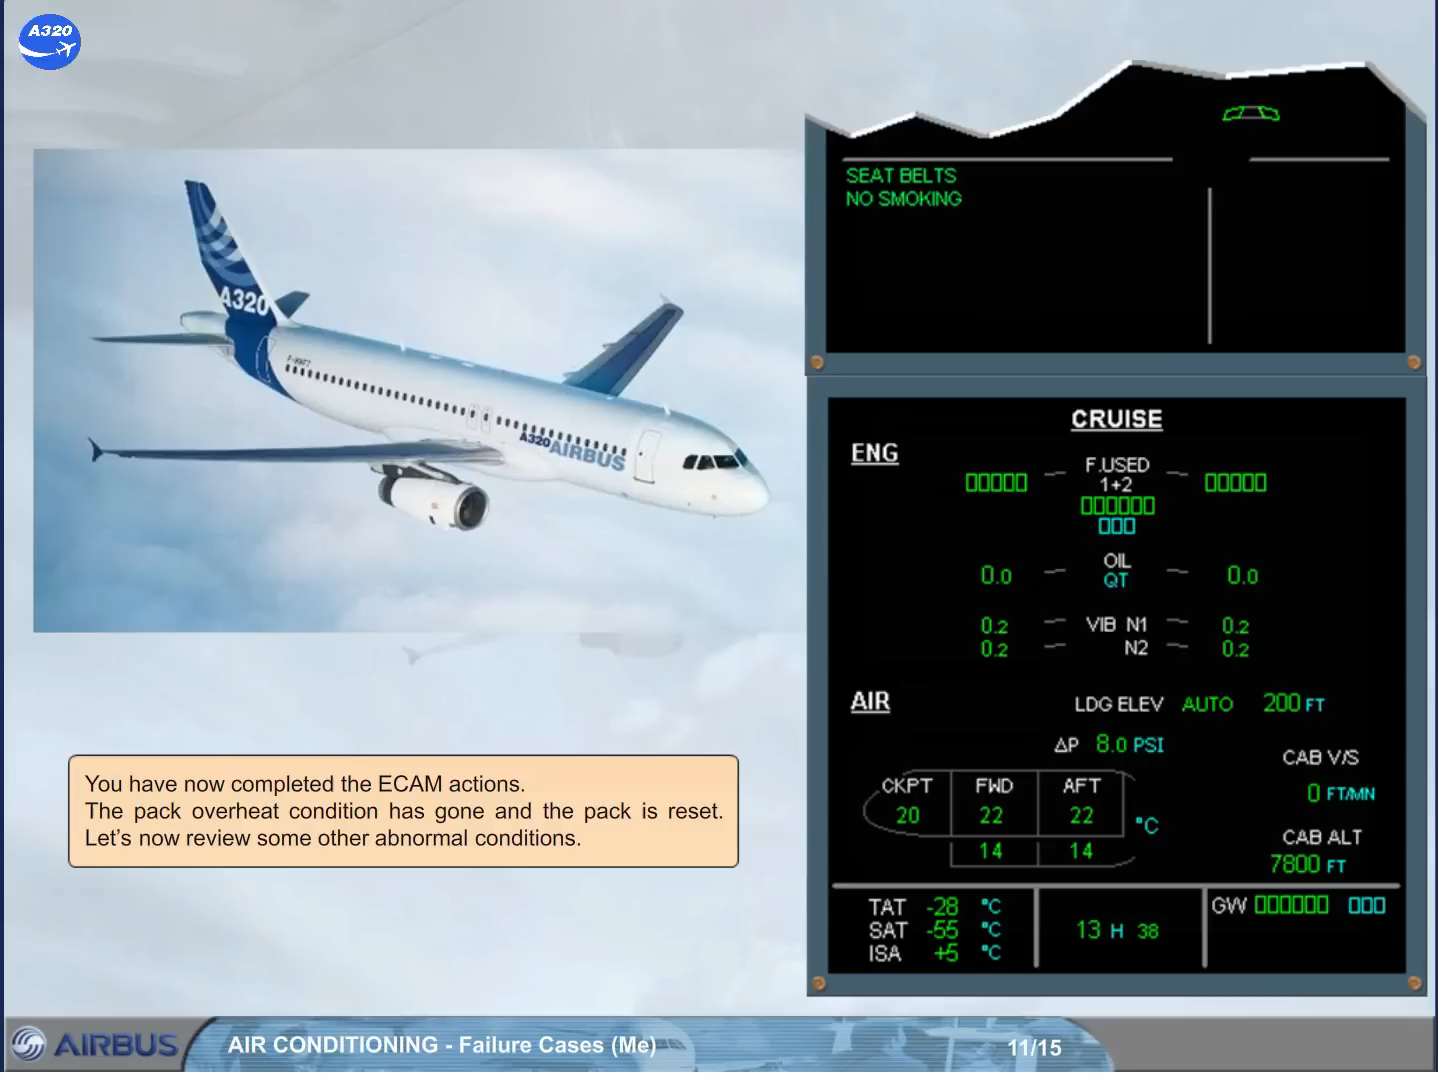 A320
SEAT BELTS
NO SMOKING
A320
A320 AIRBUS
CRUISE
ENG
F.USED
1+2
OIL
0.0 QT 0.0
0.2 VIB N1 0.2
0.2 N2 0.2
AIR
LDG ELEV AUTO 200 FT
ΔP 8.0 PSI
CAB V/S
CKPT FWD AFT
0 FT/MN
20 22 22 °C
CAB ALT
14 14
7800 FT
TAT -28 °C
SAT -55 °C
ISA +5 °C
13 H 38
GW
You have now completed the ECAM actions.
The pack overheat condition has gone and the pack is reset.
Let's now review some other abnormal conditions.
AIRBUS
AIR CONDITIONING - Failure Cases (Me)
11/15